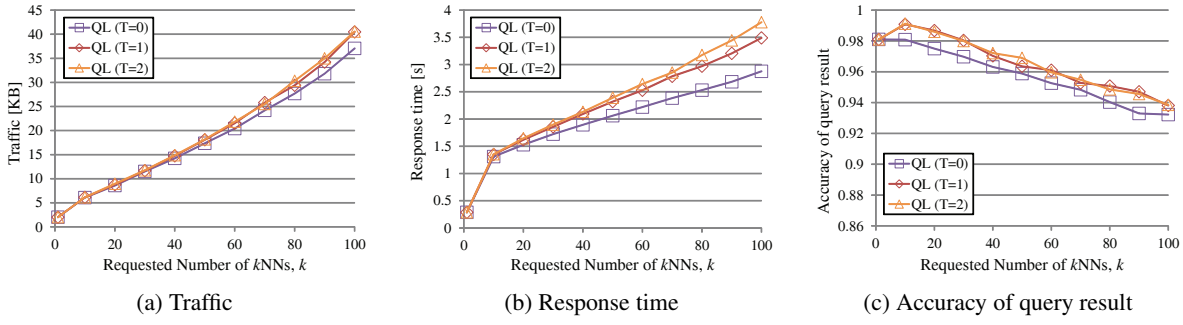 45
40
35
30
25
20
15
10
5
0
Traffic [KB]
QL (T=0)
QL (T=1)
QL (T=2)
0 20 40 60 80 100
Requested Number of kNNs, k
(a) Traffic
4
3.5
3
2.5
2
1.5
1
0.5
0
Response time [s]
QL (T=0)
QL (T=1)
QL (T=2)
0 20 40 60 80 100
Requested Number of kNNs, k
(b) Response time
1
0.98
0.96
0.94
0.92
0.9
0.88
0.86
Accuracy of query result
QL (T=0)
QL (T=1)
QL (T=2)
0 20 40 60 80 100
Requested Number of kNNs, k
(c) Accuracy of query result